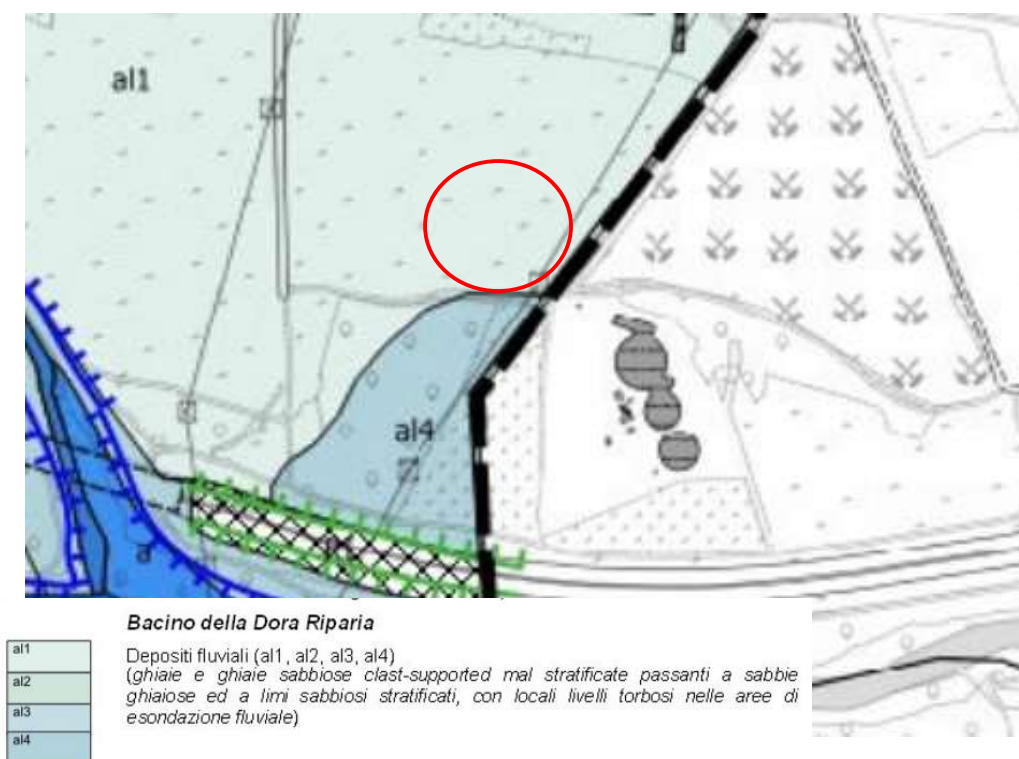 al1
al4
a
Bacino della Dora Riparia
al1
Depositi fluviali (al1, al2, al3, al4)
al2
(ghiaie e ghiaie sabbiose clast-supported mal stratificate passanti a sabbie
ghiaiose ed a limi sabbiosi stratificati, con locali livelli torbosi nelle aree di
al3
esondazione fluviale)
al4